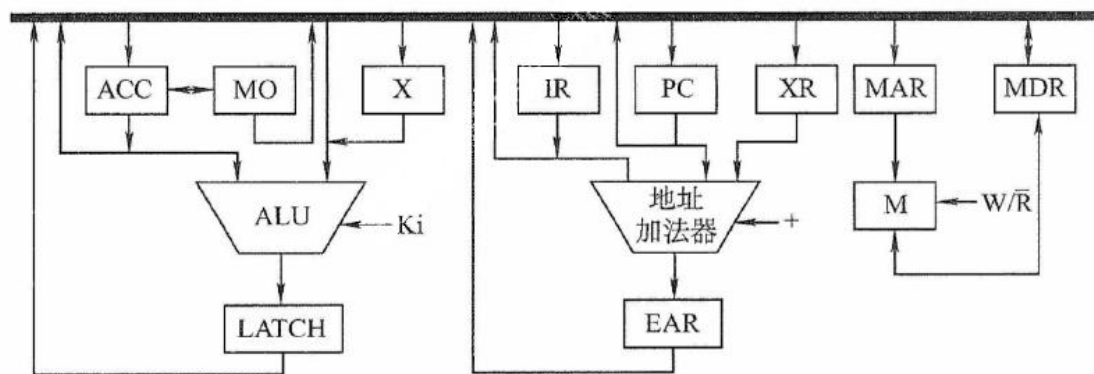 ACC
MO
X
IR
PC
XR
MAR
MDR
ALU
Ki
地址
加法器
+
M
W/R̅
LATCH
EAR